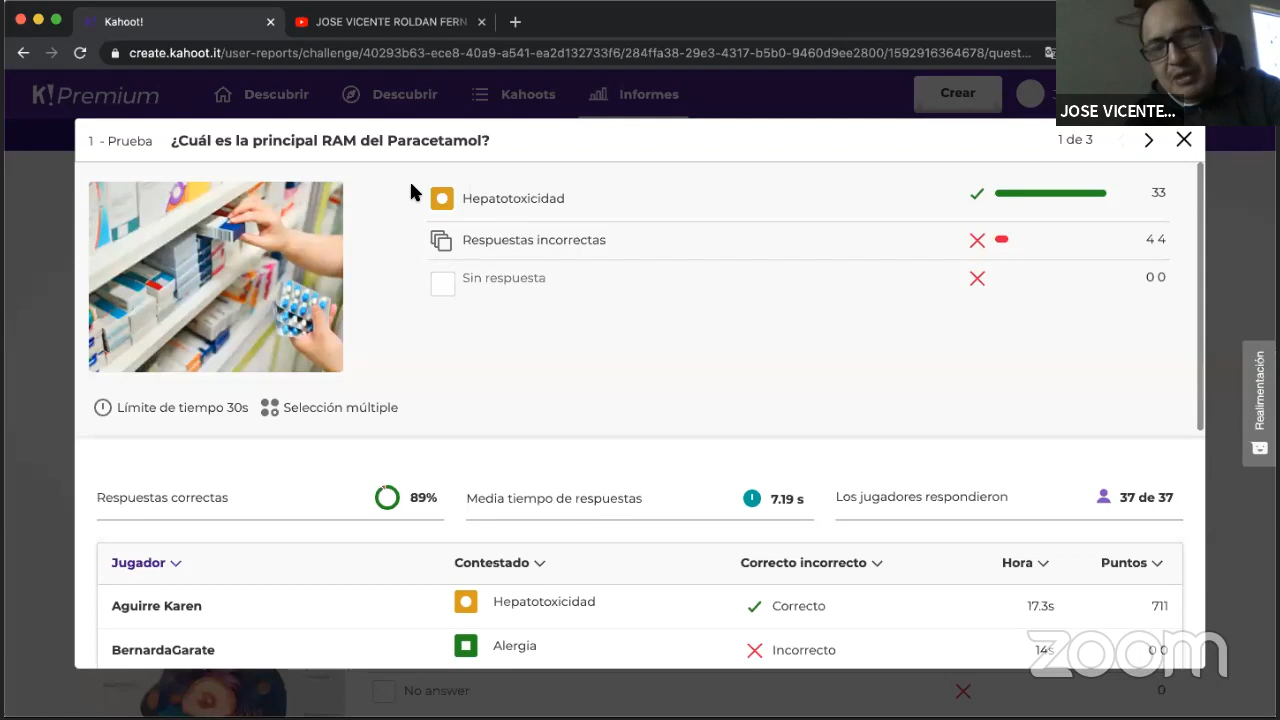 Kahoot!
JOSE VICENTE ROLDAN FERN
create.kahoot.it/user-reports/challenge/40293b63-ece8-40a9-a541-ea2d132733f6/284ffa38-29e3-4317-b5b0-9460d9ee2800/1592916364678/quest...
K! Premium
Descubrir
Descubrir
Kahoots
Informes
Crear
JOSE VICENTE...
1 - Prueba
¿Cuál es la principal RAM del Paracetamol?
1 de 3
Hepatotoxicidad
33
Respuestas incorrectas
4 4
Sin respuesta
0 0
Límite de tiempo 30s
Selección múltiple
Realimentación
Respuestas correctas
89%
Media tiempo de respuestas
7.19 s
Los jugadores respondieron
37 de 37
Jugador
Contestado
Correcto incorrecto
Hora
Puntos
Aguirre Karen
Hepatotoxicidad
Correcto
17.3s
711
BernardaGarate
Alergia
Incorrecto
14s
0 0
zoom
No answer
0